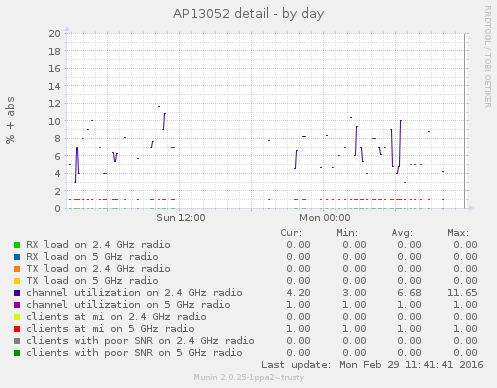 AP13052 detail - by day
RRDTOOL / TOBI OETIKER
% + abs
20
18
16
14
12
10
8
6
4
2
0
Sun 12:00 Mon 00:00
Cur: Min: Avg: Max:
RX load on 2.4 GHz radio 0.00 0.00 0.00 0.00
RX load on 5 GHz radio 0.00 0.00 0.00 0.00
TX load on 2.4 GHz radio 0.00 0.00 0.00 0.00
TX load on 5 GHz radio 0.00 0.00 0.00 0.00
channel utilization on 2.4 GHz radio 4.20 3.00 6.68 11.65
channel utilization on 5 GHz radio 1.00 1.00 1.00 1.00
clients at mi on 2.4 GHz radio 0.00 0.00 0.00 0.00
clients at mi on 5 GHz radio 1.00 1.00 1.00 1.00
clients with poor SNR on 2.4 GHz radio 0.00 0.00 0.00 0.00
clients with poor SNR on 5 GHz radio 0.00 0.00 0.00 0.00
Last update: Mon Feb 29 11:41:41 2016
Munin 2.0.25-1ppa2~trusty